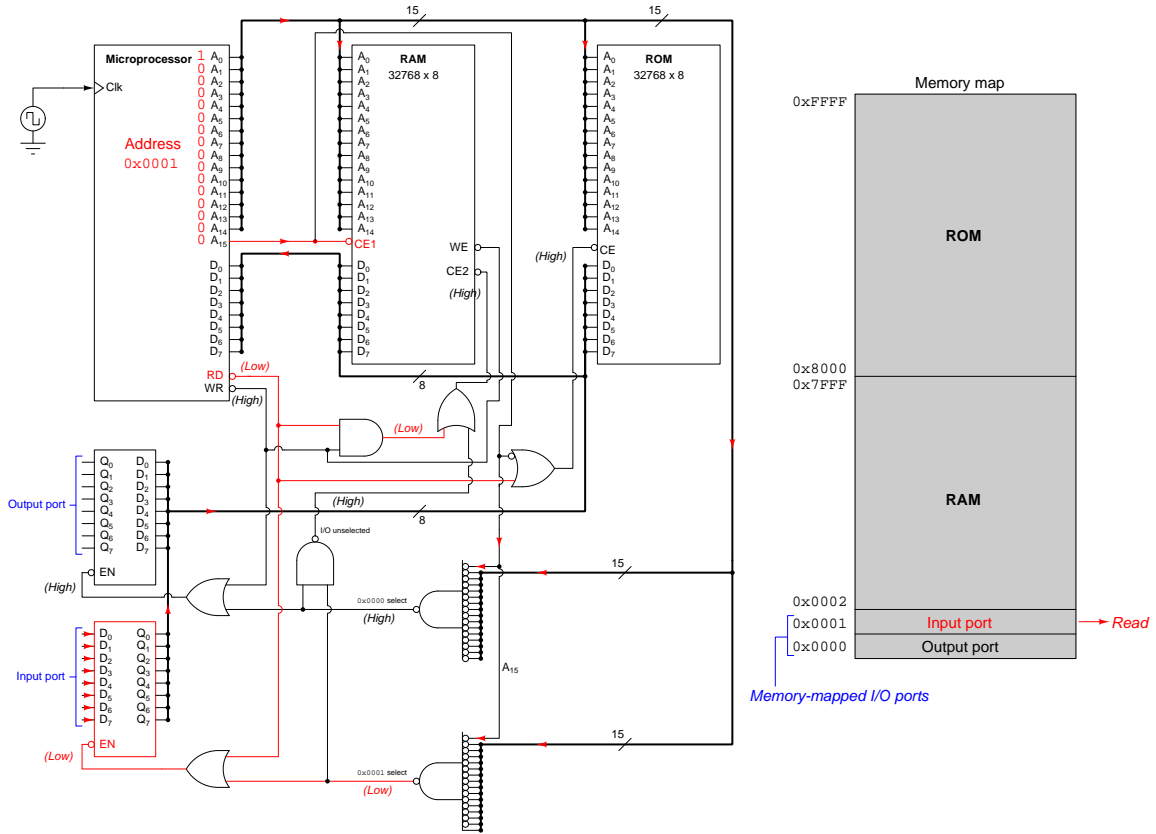 15
15
Microprocessor
Clk
Address
0x0001
1 A0
0 A1
0 A2
0 A3
0 A4
0 A5
0 A6
0 A7
0 A8
0 A9
0 A10
0 A11
0 A12
0 A13
0 A14
0 A15
D0
D1
D2
D3
D4
D5
D6
D7
RD
(Low)
WR
(High)
RAM
32768 x 8
A0
A1
A2
A3
A4
A5
A6
A7
A8
A9
A10
A11
A12
A13
A14
CE1
D0
D1
D2
D3
D4
D5
D6
D7
WE
CE2
(High)
8
ROM
32768 x 8
A0
A1
A2
A3
A4
A5
A6
A7
A8
A9
A10
A11
A12
A13
A14
(High)
CE
D0
D1
D2
D3
D4
D5
D6
D7
(Low)
(High)
8
I/O unselected
Output port
Q0 D0
Q1 D1
Q2 D2
Q3 D3
Q4 D4
Q5 D5
Q6 D6
Q7 D7
EN
(High)
0x0000 select
(High)
15
Input port
D0 Q0
D1 Q1
D2 Q2
D3 Q3
D4 Q4
D5 Q5
D6 Q6
D7 Q7
EN
(Low)
A15
0x0001 select
(Low)
15
Memory map
0xFFFF
ROM
0x8000
0x7FFF
RAM
0x0002
0x0001 Input port Read
0x0000 Output port
Memory-mapped I/O ports